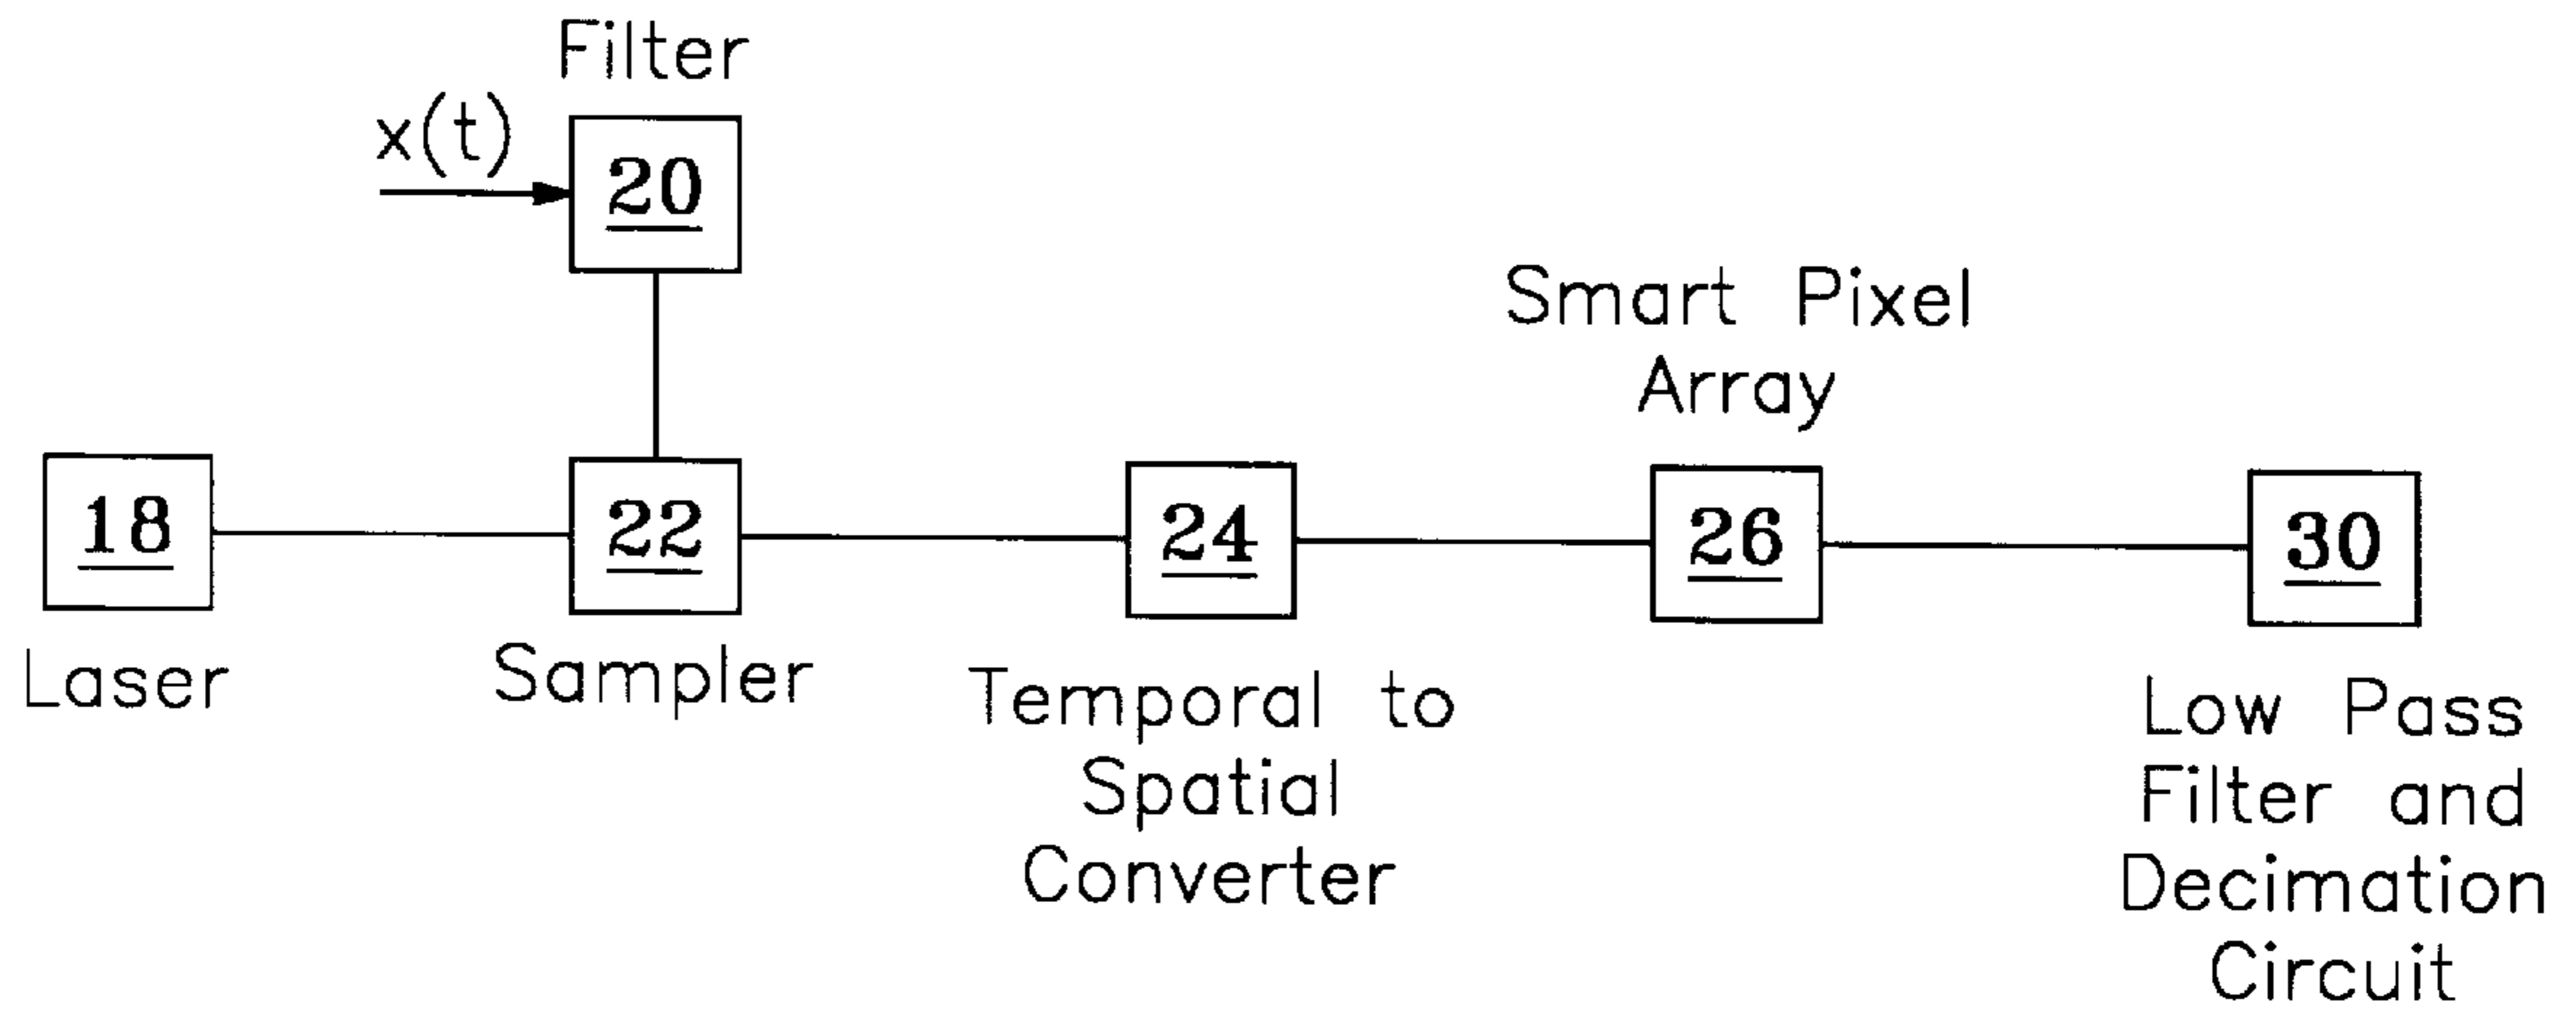 Filter
x(t)
20
Smart Pixel
Array
18
22
24
26
30
Laser
Sampler
Temporal to
Spatial
Converter
Low Pass
Filter and
Decimation
Circuit